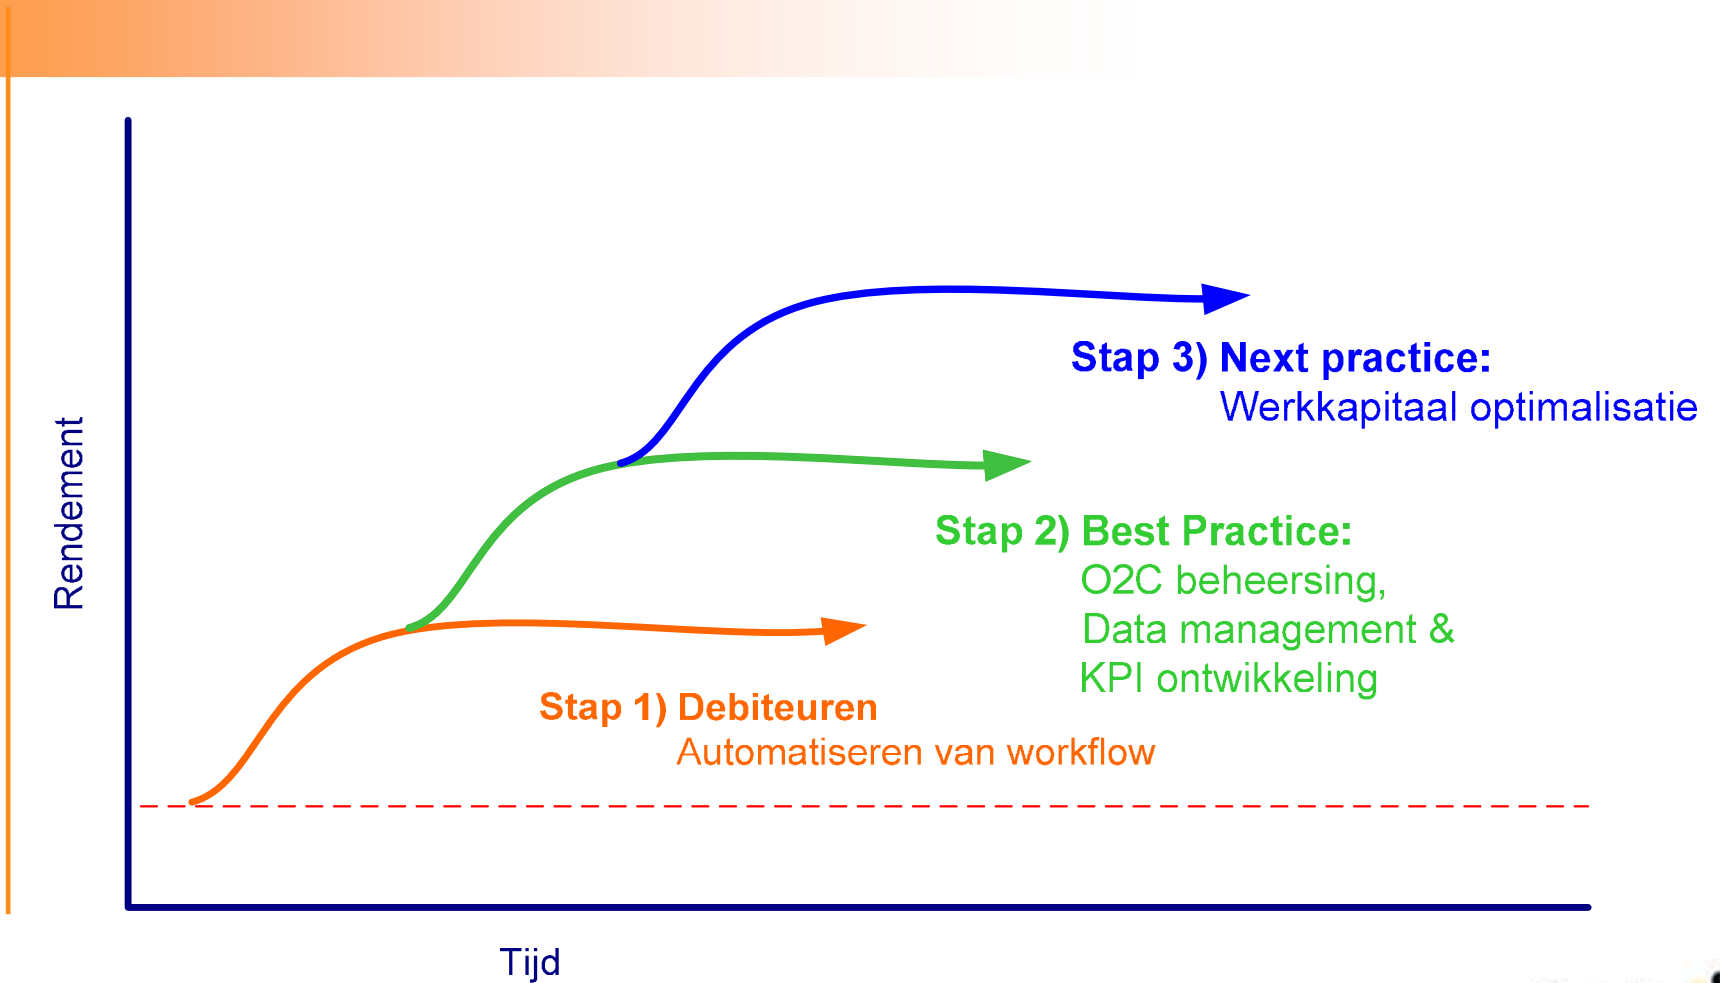 Stap 3) Next practice:
Werkkapitaal optimalisatie
Stap 2) Best Practice:
O2C beheersing,
Data management &
KPI ontwikkeling
Stap 1) Debiteuren
Automatiseren van workflow
Rendement
Tijd